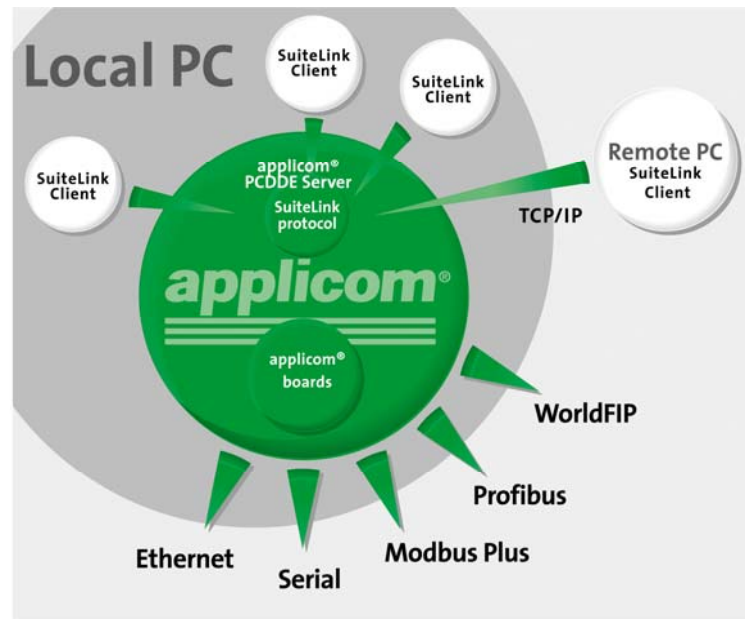 Local PC
SuiteLink
Client
SuiteLink
Client
SuiteLink
Client
Remote PC
SuiteLink
Client
TCP/IP
applicom®
PCDDE Server
SuiteLink
protocol
applicom®
applicom®
boards
WorldFIP
Profibus
Modbus Plus
Serial
Ethernet